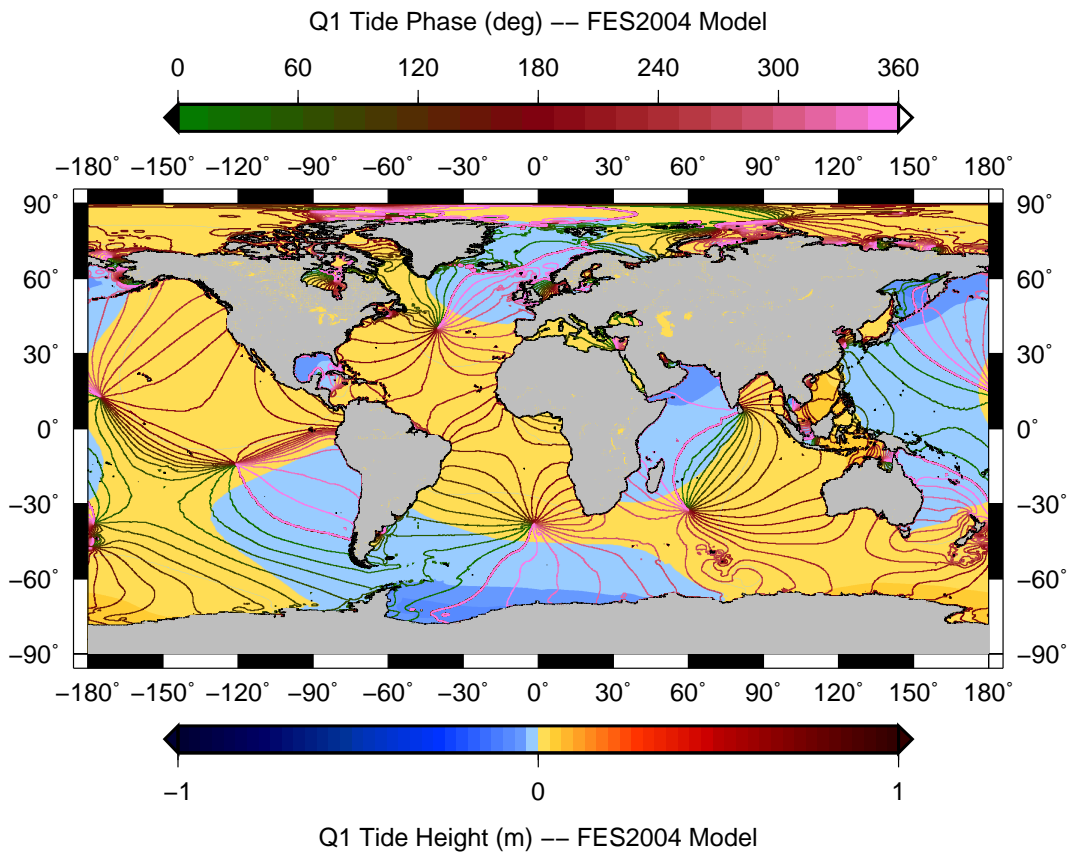 Q1 Tide Phase (deg) −− FES2004 Model
0 60 120 180 240 300 360
−180˚ −150˚ −120˚ −90˚ −60˚ −30˚ 0˚ 30˚ 60˚ 90˚ 120˚ 150˚ 180˚
90˚ 90˚
60˚ 60˚
30˚ 30˚
0˚ 0˚
−30˚ −30˚
−60˚ −60˚
−90˚ −90˚
−180˚ −150˚ −120˚ −90˚ −60˚ −30˚ 0˚ 30˚ 60˚ 90˚ 120˚ 150˚ 180˚
−1 0 1
Q1 Tide Height (m) −− FES2004 Model